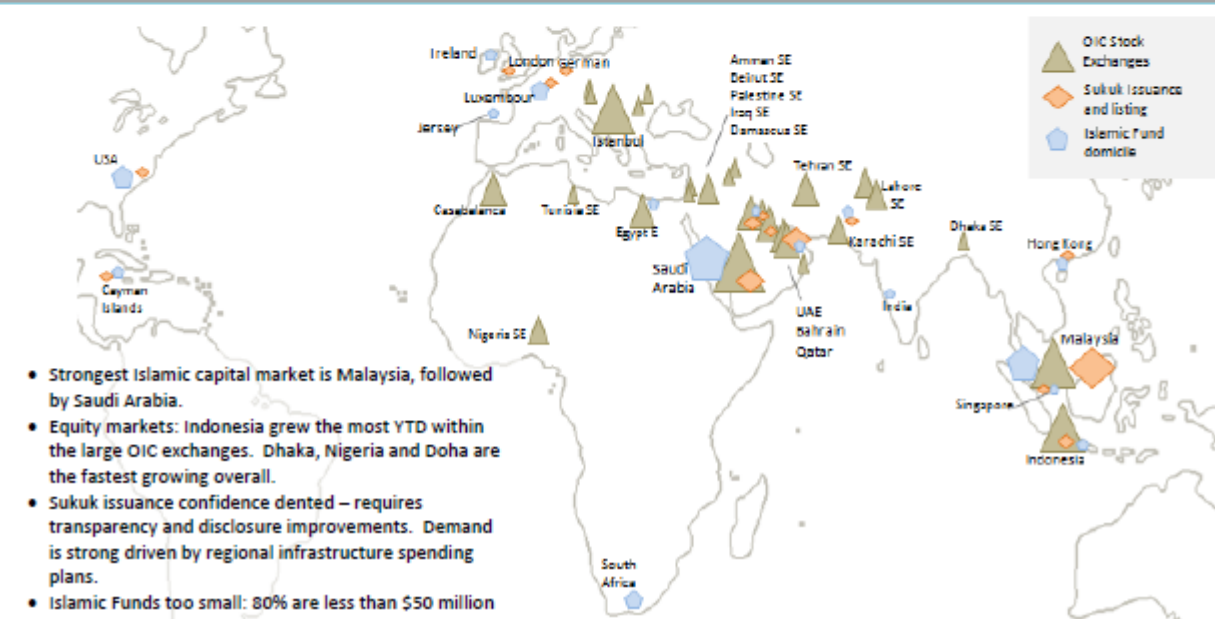 OIC Stock
Exchanges
Sukuk Issuance
and listing
Islamic Fund
domicile
Ireland
London German
Luxembour
Jersey
Istanbul
Amman SE
Beirut SE
Palestine SE
Iraq SE
Damascus SE
USA
Tehran SE
Lahore
SE
Casabalanca
Tunisia SE
Egypt E
Karachi SE
Dhaka SE
Hong Kong
Saudi
Arabia
Cayman
Islands
India
UAE
Bahrain
Qatar
Nigeria SE
Malaysia
Singapore
Indonesia
South
Africa
• Strongest Islamic capital market is Malaysia, followed
by Saudi Arabia.
• Equity markets: Indonesia grew the most YTD within
the large OIC exchanges. Dhaka, Nigeria and Doha are
the fastest growing overall.
• Sukuk issuance confidence dented – requires
transparency and disclosure improvements. Demand
is strong driven by regional infrastructure spending
plans.
• Islamic Funds too small: 80% are less than $50 million